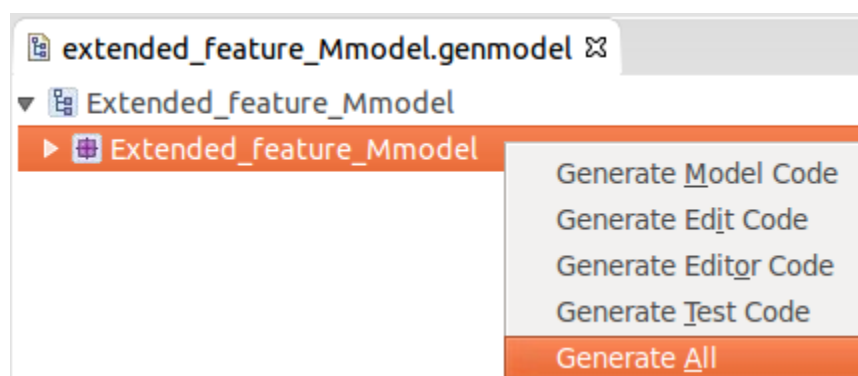 extended_feature_Mmodel.genmodel
Extended_feature_Mmodel
Extended_feature_Mmodel
Generate Model Code
Generate Edit Code
Generate Editor Code
Generate Test Code
Generate All